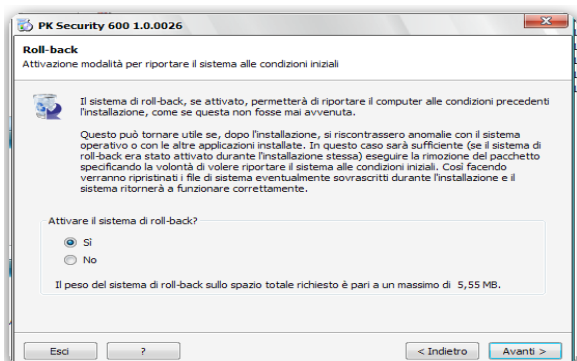 PK Security 600 1.0.0026
Roll-back
Attivazione modalità per riportare il sistema alle condizioni iniziali
Il sistema di roll-back, se attivato, permetterà di riportare il computer alle condizioni precedenti
l'installazione, come se questa non fosse mai avvenuta.
Questo può tornare utile se, dopo l'installazione, si riscontrassero anomalie con il sistema
operativo o con le altre applicazioni installate. In questo caso sarà sufficiente (se il sistema di
roll-back era stato attivato durante l'installazione stessa) eseguire la rimozione del pacchetto
specificando la volontà di volere riportare il sistema alle condizioni iniziali. Così facendo
verranno ripristinati i file di sistema eventualmente sovrascritti durante l'installazione e il
sistema ritornerà a funzionare correttamente.
Attivare il sistema di roll-back?
Sì
No
Il peso del sistema di roll-back sullo spazio totale richiesto è pari a un massimo di 5,55 MB.
Esci
?
< Indietro
Avanti >